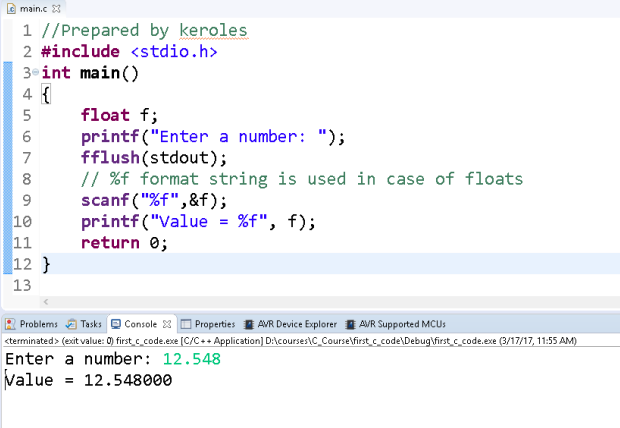 main.c
1 //Prepared by keroles
2 #include <stdio.h>
3 int main()
4 {
5     float f;
6     printf("Enter a number: ");
7     fflush(stdout);
8     // %f format string is used in case of floats
9     scanf("%f",&f);
10     printf("Value = %f", f);
11     return 0;
12 }
13
Problems Tasks Console Properties AVR Device Explorer AVR Supported MCUs
<terminated> (exit value: 0) first_c_code.exe [C/C++ Application] D:\courses\C_Course\first_c_code\Debug\first_c_code.exe (3/17/17, 11:55 AM)
Enter a number: 12.548
Value = 12.548000